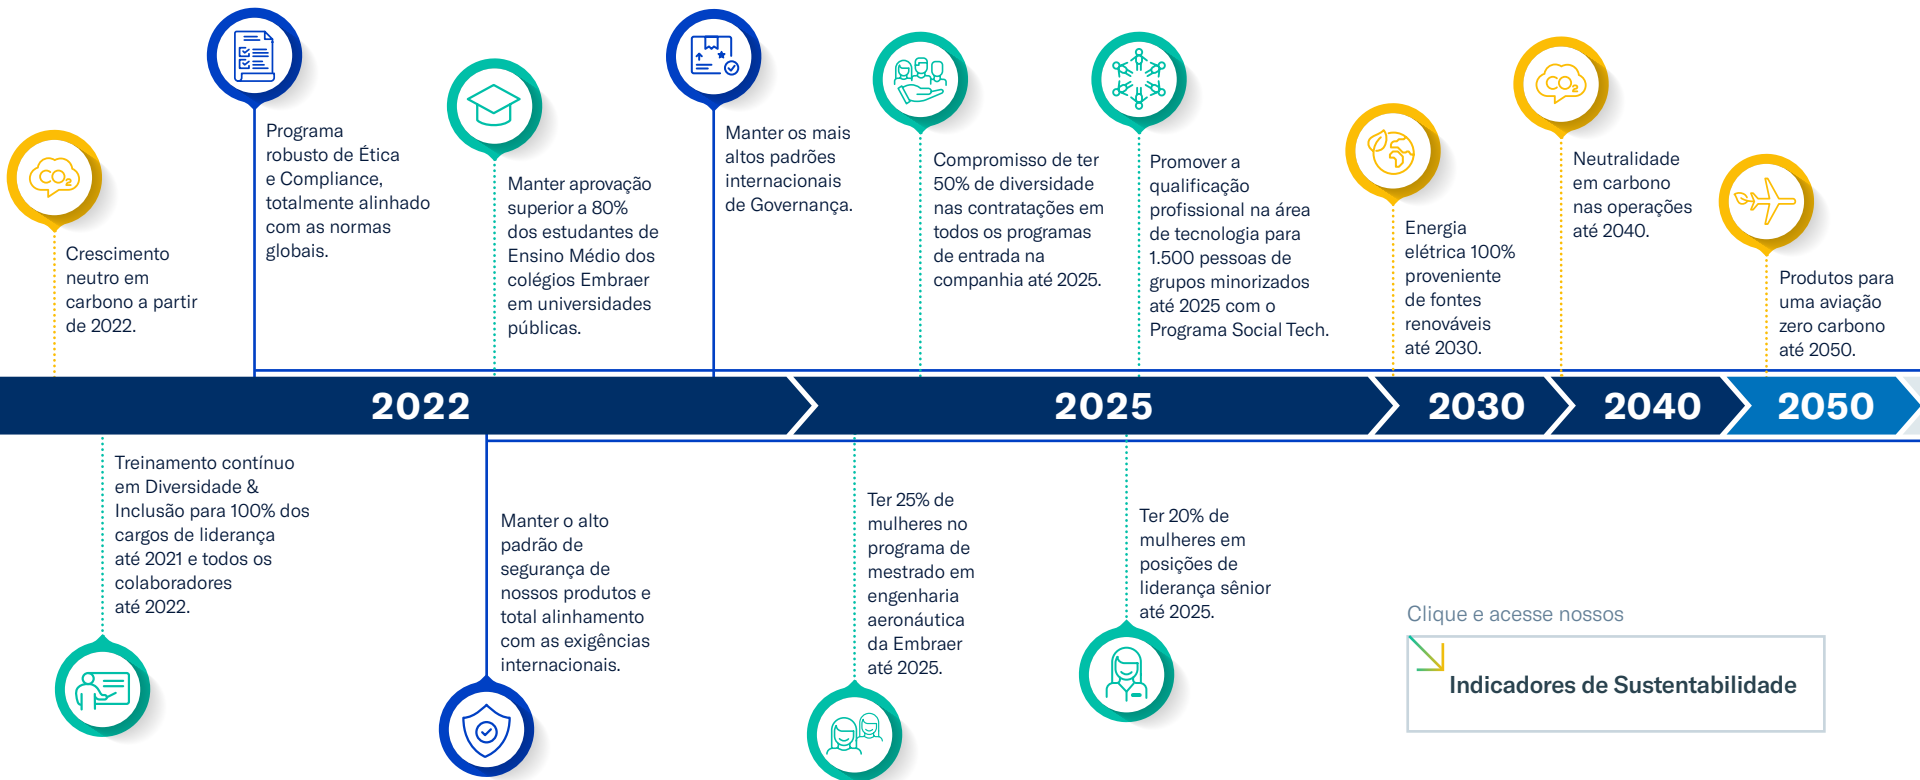 CO₂
Crescimento
neutro em
carbono a partir
de 2022.
Programa
robusto de Ética
e Compliance,
totalmente alinhado
com as normas
globais.
Manter aprovação
superior a 80%
dos estudantes de
Ensino Médio dos
colégios Embraer
em universidades
públicas.
Manter os mais
altos padrões
internacionais
de Governança.
Compromisso de ter
50% de diversidade
nas contratações em
todos os programas
de entrada na
companhia até 2025.
Promover a
qualificação
profissional na área
de tecnologia para
1.500 pessoas de
grupos minorizados
até 2025 com o
Programa Social Tech.
Energia
elétrica 100%
proveniente
de fontes
renováveis
até 2030.
CO₂
Neutralidade
em carbono
nas operações
até 2040.
Produtos para
uma aviação
zero carbono
até 2050.
2022
2025
2030
2040
2050
Treinamento contínuo
em Diversidade &
Inclusão para 100% dos
cargos de liderança
até 2021 e todos os
colaboradores
até 2022.
Manter o alto
padrão de
segurança de
nossos produtos e
total alinhamento
com as exigências
internacionais.
Ter 25% de
mulheres no
programa de
mestrado em
engenharia
aeronáutica
da Embraer
até 2025.
Ter 20% de
mulheres em
posições de
liderança sênior
até 2025.
Clique e acesse nossos
Indicadores de Sustentabilidade